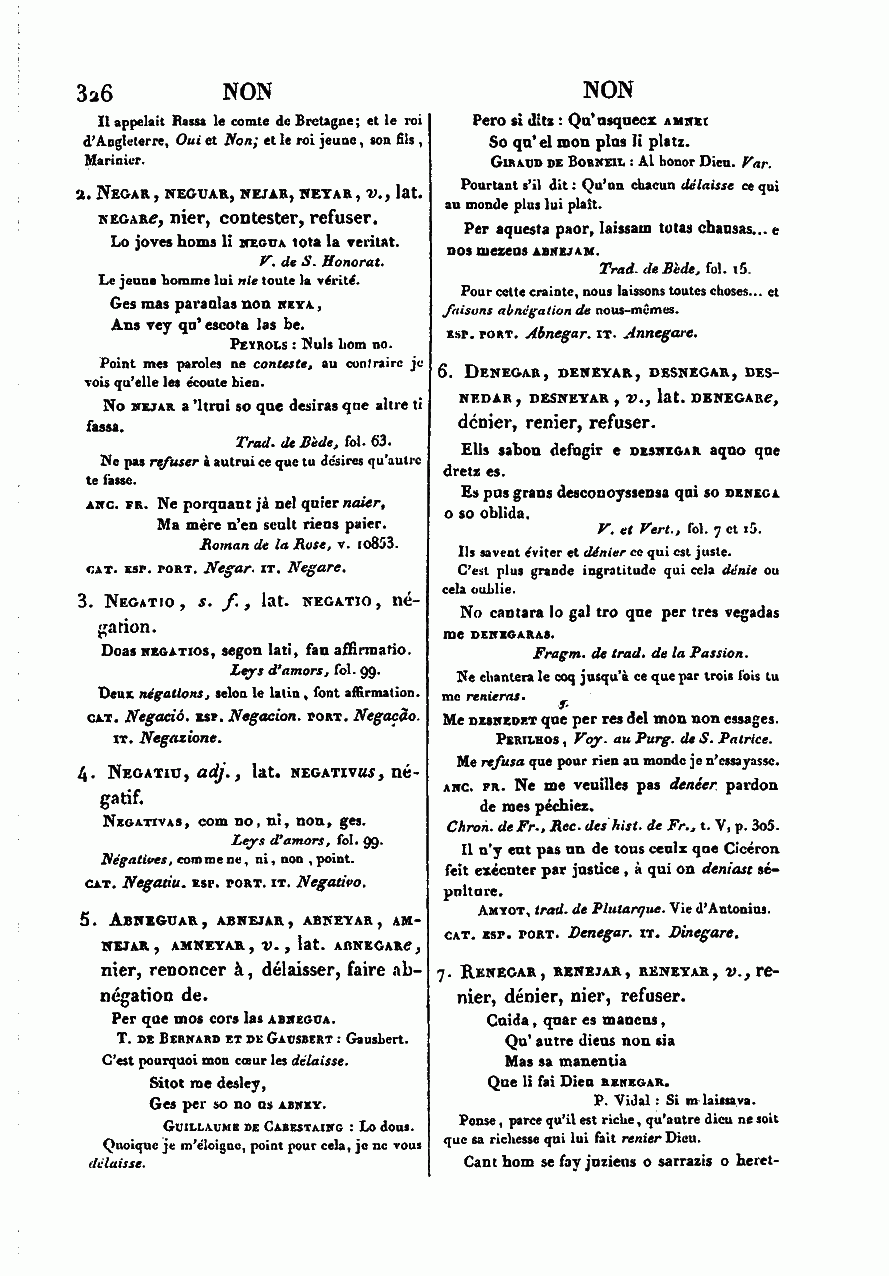 326 NON
NON
Il appelait Rassa le comte de Bretagne; et le roi
d'Angleterre, Oui et Non; et le roi jeune, son fils,
Marinier.
2. NEGAR, NEGUAR, NEJAR, NEYAR, v., lat.
NEGARe, nier, contester, refuser.
Lo joves homs li NEGUA tota la veritat.
V. de S. Honorat.
Le jeune homme lui nie toute la vérité.
Ges mas paraulas non NEYA,
Ans vey qu'escota las be.
PEYROLS : Nuls hom no.
Point mes paroles ne conteste, au contraire je
vois qu'elle les écoute bien.
No NEJAR a 'ltrui so que desiras que altre ti
fassa.
Trad. de Bède, fol. 63.
Ne pas refuser à autrui ce que tu désires qu'autre
te fasse.
ANC. FR. Ne porquant jà nel quier naier,
Ma mère n'en seult riens paier.
Roman de la Rose, v. 10853.
CAT. ESP. PORT. Negar. IT. Negare.
3. NEGATIO, s. f., lat. NEGATIO, né-
gation.
Doas NEGATIOS, segon lati, fan affirmatio.
Leys d'amors, fol. 99.
Deux négations, selon le latin, font affirmation.
CAT. Negació. ESP. Negacion. PORT. Negação.
IT. Negazione.
4. NEGATIU, adj., lat. NEGATIVus, né-
gatif.
NEGATIVAS, com no, ni, non, ges.
Leys d'amors, fol. 99.
Négatives, comme ne, ni, non, point.
CAT. Negatiu. ESP. PORT. IT. Negativo.
5. ABNEGUAR, ABNEJAR, ABNEYAR, AM-
NEJAR, AMNEYAR, v., lat. ABNEGARe,
nier, renoncer à, délaisser, faire ab-
négation de.
Per que mos cors las ABNEGUA.
T. DE BERNARD ET DE GAUSBERT : Gausbert.
C'est pourquoi mon cœur les délaisse.
Sitot me desley,
Ges per so no us ABNEY.
GUILLAUME DE CABESTAING : Lo dous.
Quoique je m'éloigne, point pour cela, je ne vous
délaisse.
Pero si ditz : Qu'usquecx AMNEI
So qu'el mon plus li platz.
GIRAUD DE BORNEIL : Al honor Dieu. Var.
Pourtant s'il dit : Qu'un chacun délaisse ce qui
au monde plus lui plaît.
Per aquesta paor, laissam totas chausas... e
nos mezeus ABNEJAM.
Trad. de Bède, fol. 15.
Pour cette crainte, nous laissons toutes choses... et
faisons abnégation de nous-mêmes.
ESP. PORT. Abnegar. IT. Annegare.
6. DENEGAR, DENEYAR, DESNEGAR, DES-
NEDAR, DESNEYAR, v., lat. DENEGARe,
dénier, renier, refuser.
Ells sabon defugir e DESNEGAR aquo que
dretz es.
Es pus grans desconoyssensa qui so DENEGA
o so oblida.
V. et Vert., fol. 7 et 15.
Ils savent éviter et dénier ce qui est juste.
C'est plus grande ingratitude qui cela dénie ou
cela oublie.
No cantara lo gal tro que per tres vegadas
me DENEGARAS.
Fragm. de trad. de la Passion.
Ne chantera le coq jusqu'à ce que par trois fois tu
me renieras.
Me DESNEDET que per res del mon non essages.
PERILHOS, Voy. au Purg. de S. Patrice.
Me refusa que pour rien au monde je n'essayasse.
ANC. FR. Ne me veuilles pas denéer pardon
de mes péchiez.
Chron. de Fr., Rec. des hist. de Fr., t. V, p. 305.
Il n'y eut pas un de tous ceulx que Cicéron
feit exécuter par justice, à qui on deniast sé-
pulture.
AMYOT, trad. de Plutarque. Vie d'Antonius.
CAT. ESP. PORT. Denegar. IT. Dinegare.
7. RENEGAR, RENEJAR, RENEYAR, v., re-
nier, dénier, nier, refuser.
Cuida, quar es manens,
Qu'autre dieus non sia
Mas sa manentia
Que li fai Dieu RENEGAR.
P. Vidal : Si m laissava.
Pense, parce qu'il est riche, qu'autre dieu ne soit
que sa richesse qui lui fait renier Dieu.
Cant hom se fay juzieus o sarrazis o heret-